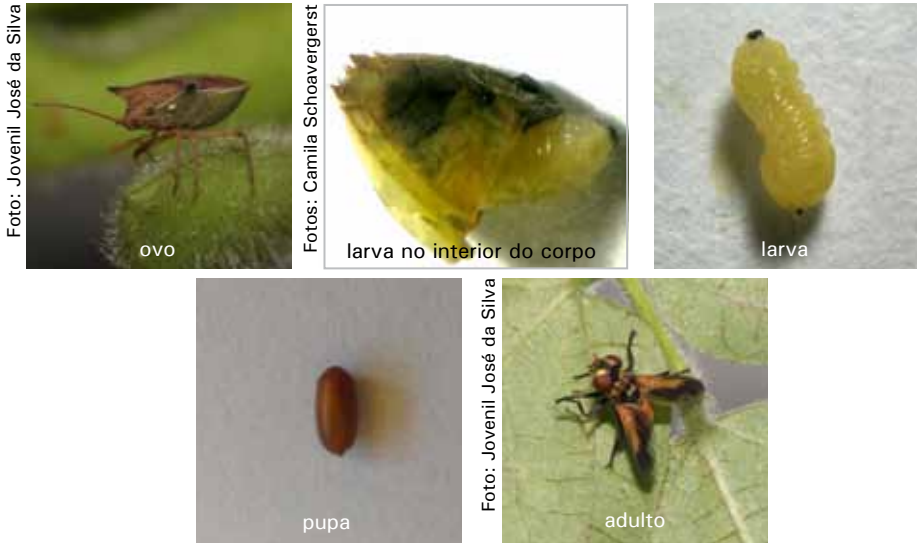 Foto: Jovenil José da Silva
ovo
Fotos: Camila Schoavergerst
larva no interior do corpo
larva
pupa
Foto: Jovenil José da Silva
adulto